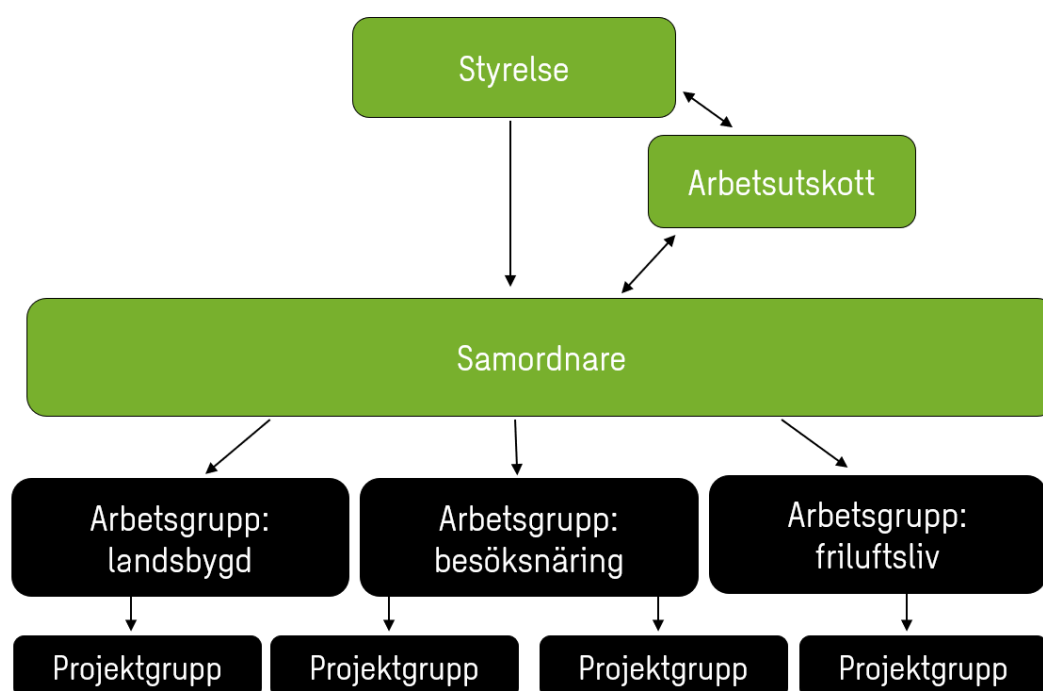 Styrelse
Arbetsutskott
Samordnare
Arbetsgrupp:
landsbygd
Arbetsgrupp:
besöksnäring
Arbetsgrupp:
friluftsliv
Projektgrupp
Projektgrupp
Projektgrupp
Projektgrupp